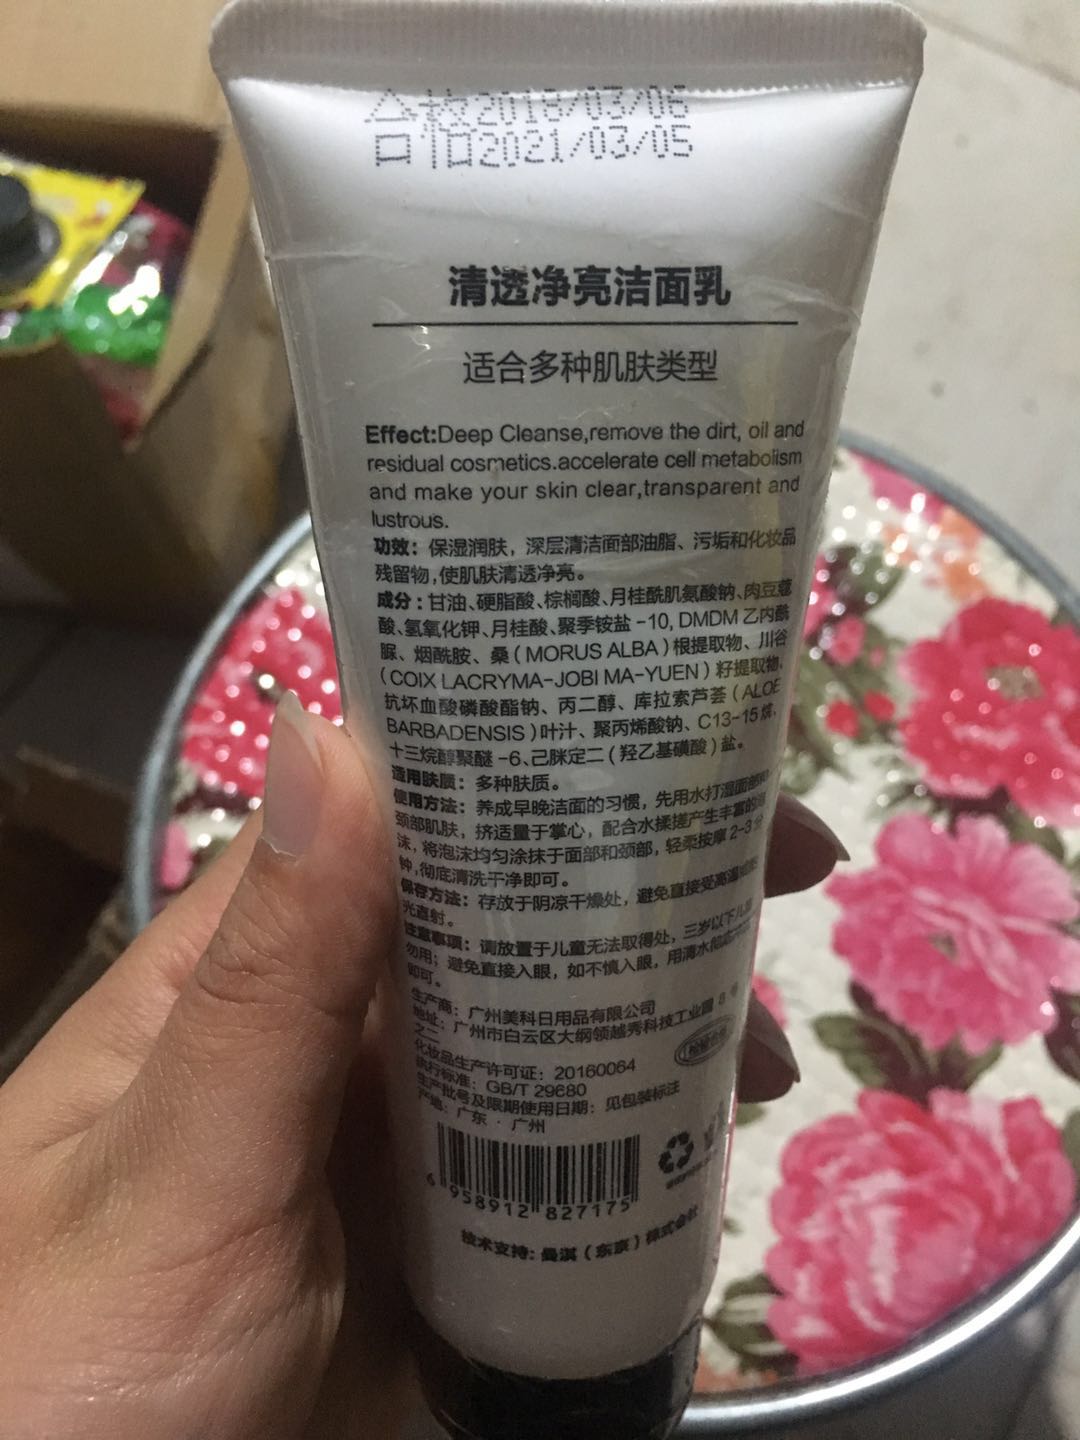 合格2018/03/06
日期2021/03/05
清透净亮洁面乳
适合多种肌肤类型
Effect:Deep Cleanse,remove the dirt, oil and
residual cosmetics.accelerate cell metabolism
and make your skin clear,transparent and
lustrous.
功效：保湿润肤，深层清洁面部油脂、污垢和化妆品
残留物,使肌肤清透净亮。
成分：甘油、硬脂酸、棕榈酸、月桂酰肌氨酸钠、肉豆蔻
酸、氢氧化钾、月桂酸、聚季铵盐-10, DMDM 乙内酰
脲、烟酰胺、桑（MORUS ALBA）根提取物、川谷
（COIX LACRYMA-JOBI MA-YUEN）籽提取物、
抗坏血酸磷酸酯钠、丙二醇、库拉索芦荟（ALOE
BARBADENSIS）叶汁、聚丙烯酸钠、C13-15 烷、
十三烷醇聚醚-6、己脒定二（羟乙基磺酸）盐。
适用肤质：多种肤质。
使用方法：养成早晚洁面的习惯，先用水打湿面部和
颈部肌肤，挤适量于掌心，配合水揉搓产生丰富的泡
沫，将泡沫均匀涂抹于面部和颈部，轻柔按摩2-3分
钟,彻底清洗干净即可。
保存方法：存放于阴凉干燥处，避免直接受高温
光直射。
注意事项：请放置于儿童无法取得处，三岁以下儿童
勿用；避免直接入眼，如不慎入眼，用清水
即可。
生产商：广州美科日用品有限公司
地址：广州市白云区大纲领越秀科技工业园 8 号
之二
化妆品生产许可证：20160064
执行标准：GB/T 29680
生产批号及限期使用日期：见包装标注
产地：广东·广州
6 958912 827175
技术支持：曼淇（东京）株式会社